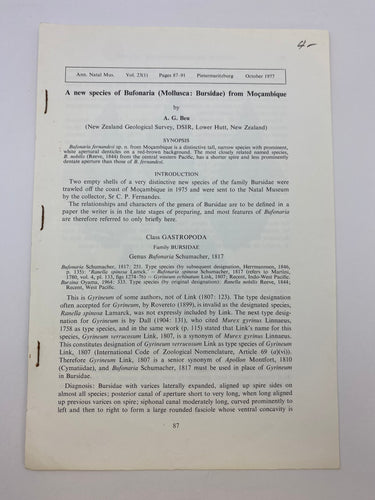 4-
Ann. Natal Mus. Vol. 23(1) Pages 87-91 Pietermaritzburg October 1977
A new species of Bufonaria (Mollusca: Bursidae) from Moçambique
by
A. G. Beu
(New Zealand Geological Survey, DSIR, Lower Hutt, New Zealand)
SYNOPSIS
Bufonaria fernandesi sp. n. from Moçambique is a distinctive tall, narrow species with prominent,
white apertural denticles on a red-brown background. The most closely related named species,
B. nobilis (Reeve, 1844) from the central western Pacific, has a shorter spire and less prominently
dentate aperture than those of B. fernandesi.
INTRODUCTION
Two empty shells of a very distinctive new species of the family Bursidae were
trawled off the coast of Moçambique in 1975 and were sent to the Natal Museum
by the collector, Sr C. P. Fernandes.
The relationships and characters of the genera of Bursidae are to be defined in a
paper the writer is in the late stages of preparing, and most features of Bufonaria
are therefore referred to only briefly here.
Class GASTROPODA
Family BURSIDAE
Genus Bufonaria Schumacher, 1817
Bufonaria Schumacher, 1817: 251. Type species (by subsequent designation, Herrmannsen, 1846,
p. 135): 'Ranella spinosa Lamck.' = Bufonaria spinosa Schumacher, 1817 (refers to Martini,
1780, vol. 4, pl. 133, figs 1274-76) = Gyrineum echinatum Link, 1807; Recent, Indo-West Pacific.
Bursina Oyama, 1964: 333. Type species (by original designation): Ranella nobilis Reeve, 1844;
Recent, West Pacific.
This is Gyrineum of some authors, not of Link (1807: 123). The type designation
often accepted for Gyrineum, by Rovereto (1899), is invalid as the designated species,
Ranella spinosa Lamarck, was not expressly included by Link. The next type desig-
nation for Gyrineum is by Dall (1904: 131), who cited Murex gyrinus Linnaeus,
1758 as type species, and in the same work (p. 115) stated that Link's name for this
species, Gyrineum verrucosum Link, 1807, is a synonym of Murex gyrinus Linnaeus.
This constitutes designation of Gyrineum verrucosum Link as type species of Gyrineum
Link, 1807 (International Code of Zoological Nomenclature, Article 69 (a)(vi)).
Therefore Gyrineum Link, 1807 is a senior synonym of Apollon Montfort, 1810
(Cymatiidae), and Bufonaria Schumacher, 1817 must be used in place of Gyrineum
in Bursidae.
Diagnosis: Bursidae with varices laterally expanded, aligned up spire sides on
almost all species; posterior canal of aperture short to very long, when long aligned
up previous varices on spire; siphonal canal moderately long, curved prominently to
left and then to right to form a large rounded fasciole whose ventral concavity is
87